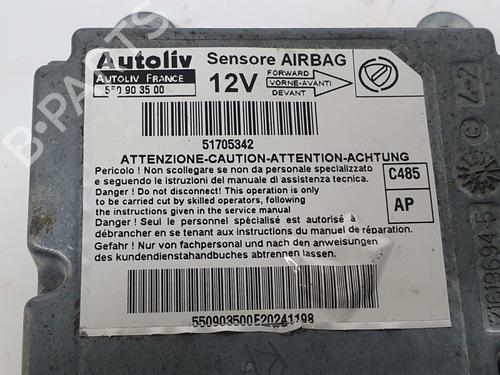 Autoliv
AUTOLIV FRANCE
550 90 3 5 00
Sensore AIRBAG
12V
FORWARD
VORNE-AVANTI
DEVANT
51705342
ATTENZIONE-CAUTION-ATTENTION-ACHTUNG
Pericolo ! Non scollegare se non da personale specializzato
e seguendo le istruzioni del manuale di assistenza tecnica.
Danger ! Do not disconnect! This operation is only
to be carried cut by skilled operators, following
the instructions given in the service manual
Danger ! Seul le personnel spécialisé est autorisé à
débrancher en se tenant aux instructions du manuel de réparation.
Gefahr ! Nur von fachpersonal und nach den anweisungen
des kundendiensthandbuches abtrennen lassen.
C485
AP
550903500E20241198
B-PARTS